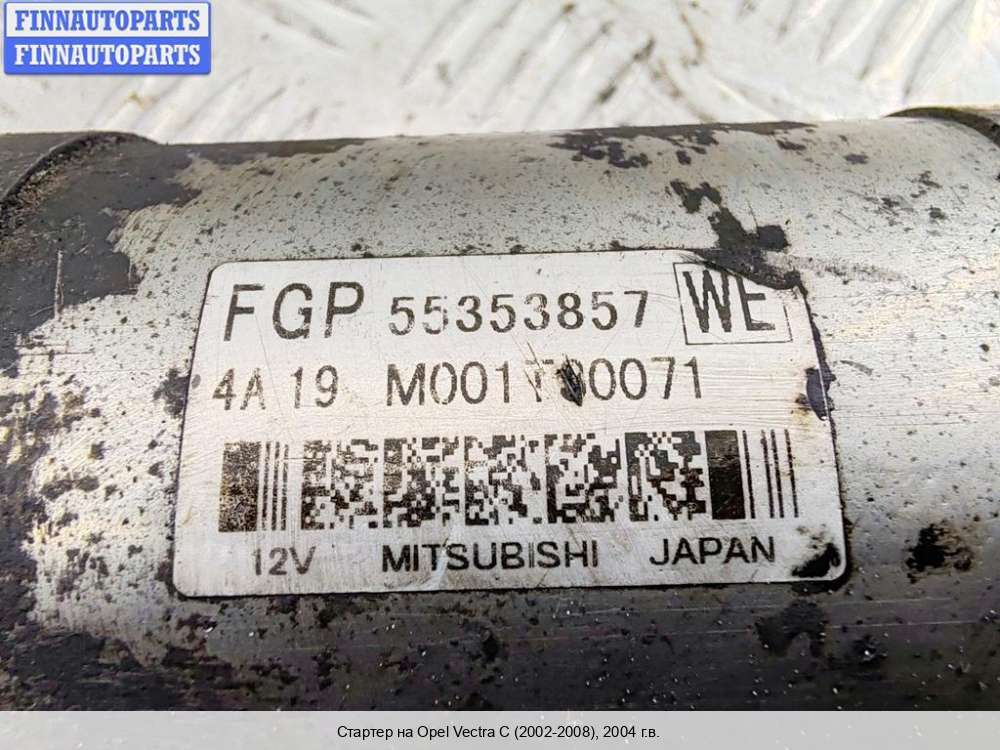 FINNAUTOPARTS
FINNAUTOPARTS
FGP 55353857 WE
4A 19
12V MITSUBISHI JAPAN
Стартер на Opel Vectra C (2002-2008), 2004 г.в.